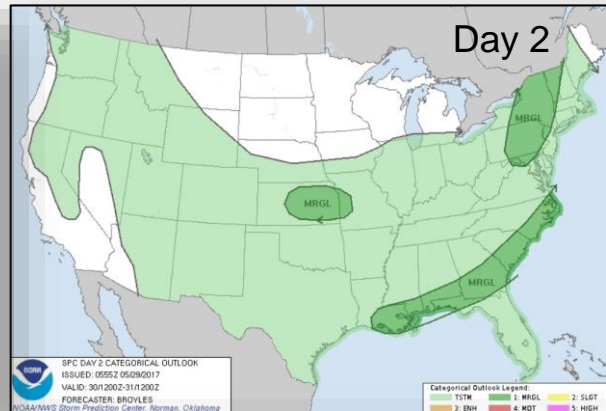 Day 2
MRGL
MRGL
MRGL
NOAA
SPC DAY 2 CATEGORICAL OUTLOOK
ISSUED: 0555Z 05/29/2017
VALID: 30/1200Z-31/1200Z
FORECASTER: BROYLES
NOAA/NWS Storm Prediction Center, Norman, Oklahoma
Categorical Outlook Legend:
TSTM 1: MRGL 2: SLGT
3: ENH 4: MDT 5: HIGH